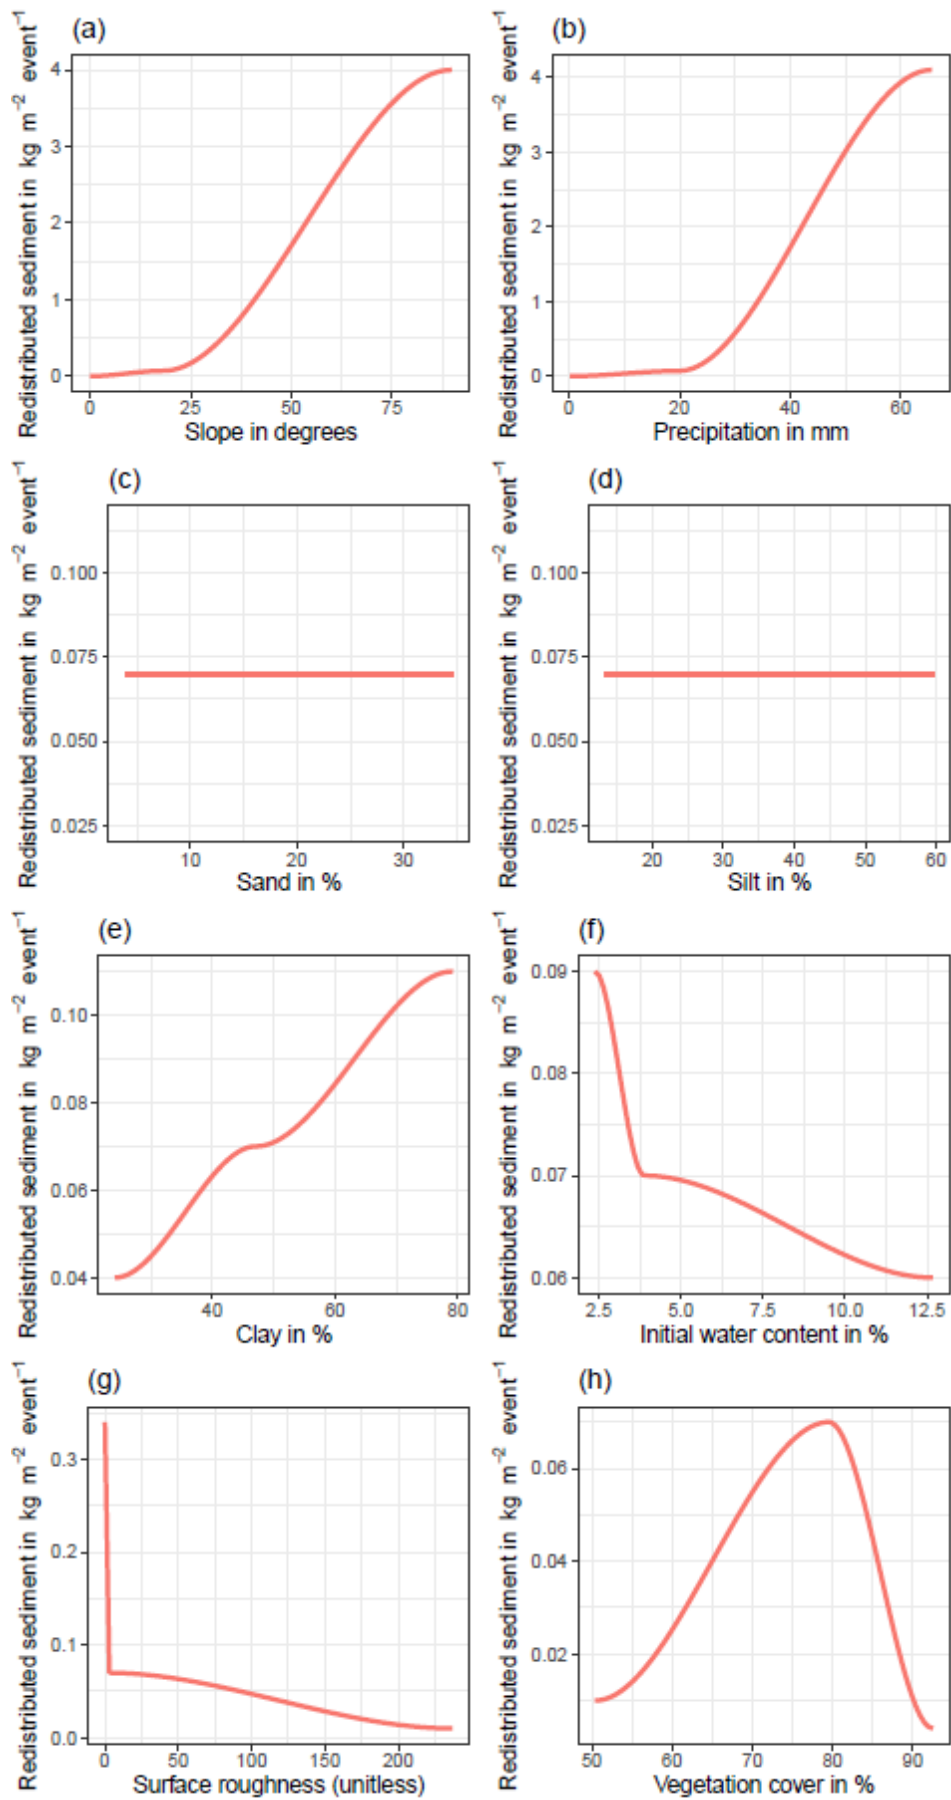 (a)
Redistributed sediment in kg m⁻² event⁻¹
4
3
2
1
0
0 25 50 75
Slope in degrees
(b)
Redistributed sediment in kg m⁻² event⁻¹
4
3
2
1
0
0 20 40 60
Precipitation in mm
(c)
Redistributed sediment in kg m⁻² event⁻¹
0.100
0.075
0.050
0.025
10 20 30
Sand in %
(d)
Redistributed sediment in kg m⁻² event⁻¹
0.100
0.075
0.050
0.025
20 30 40 50 60
Silt in %
(e)
Redistributed sediment in kg m⁻² event⁻¹
0.10
0.08
0.06
0.04
40 60 80
Clay in %
(f)
Redistributed sediment in kg m⁻² event⁻¹
0.09
0.08
0.07
0.06
2.5 5.0 7.5 10.0 12.5
Initial water content in %
(g)
Redistributed sediment in kg m⁻² event⁻¹
0.3
0.2
0.1
0.0
0 50 100 150 200
Surface roughness (unitless)
(h)
Redistributed sediment in kg m⁻² event⁻¹
0.06
0.04
0.02
50 60 70 80 90
Vegetation cover in %